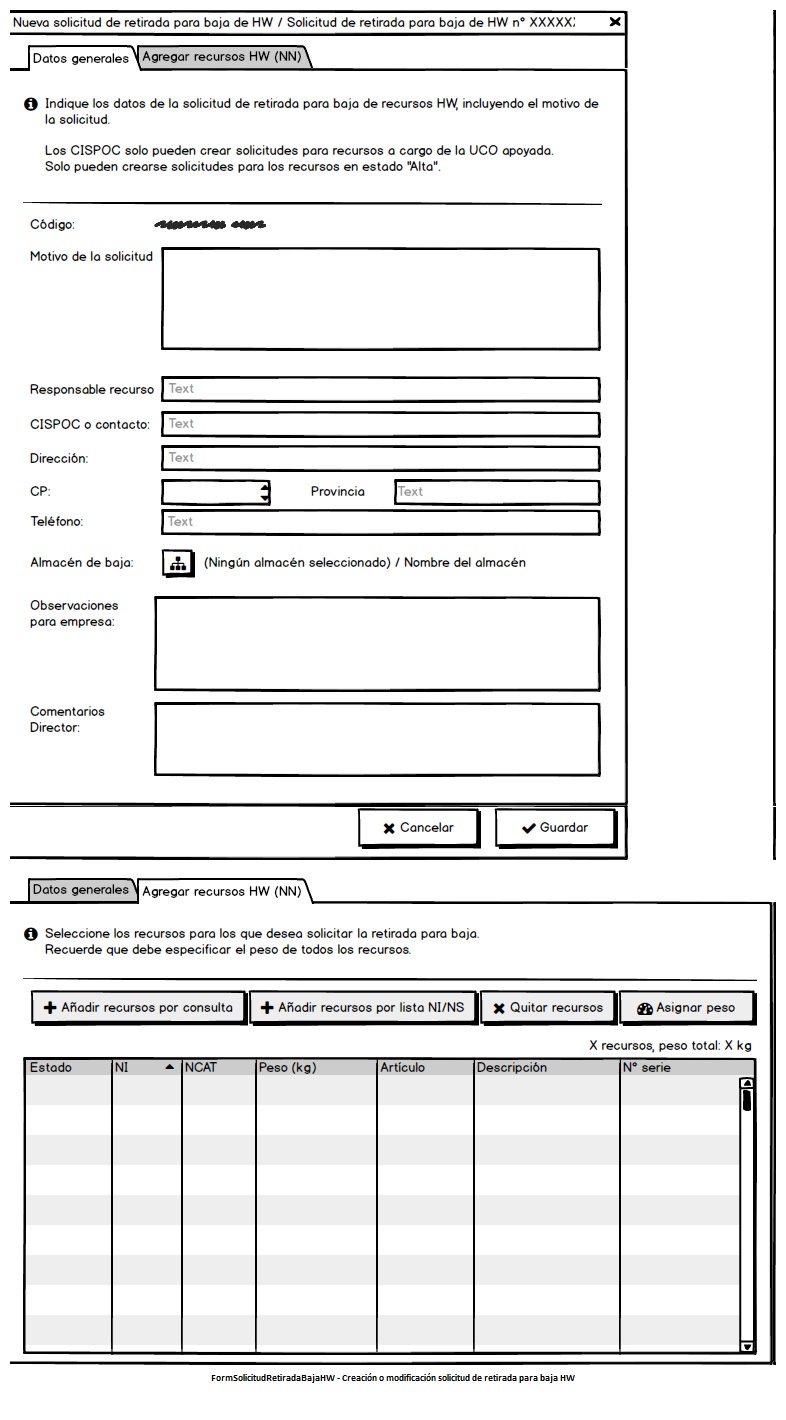 Nueva solicitud de retirada para baja de HW / Solicitud de retirada para baja de HW nº XXXXX
Datos generales
Agregar recursos HW (NN)
Indique los datos de la solicitud de retirada para baja de recursos HW, incluyendo el motivo de
la solicitud.
Los CISPOC solo pueden crear solicitudes para recursos a cargo de la UCO apoyada.
Solo pueden crearse solicitudes para los recursos en estado "Alta".
Código:
Motivo de la solicitud
Responsable recurso Text
CISPOC o contacto: Text
Dirección: Text
CP: Provincia Text
Teléfono: Text
Almacén de baja: (Ningún almacén seleccionado) / Nombre del almacén
Observaciones
para empresa:
Comentarios
Director:
Cancelar Guardar
Datos generales
Agregar recursos HW (NN)
Seleccione los recursos para los que desea solicitar la retirada para baja.
Recuerde que debe especificar el peso de todos los recursos.
Añadir recursos por consulta Añadir recursos por lista NI/NS Quitar recursos Asignar peso
X recursos, peso total: X kg
Estado NI NCAT Peso (kg) Artículo Descripción Nº serie
FormSolicitudRetiradaBajaHW - Creación o modificación solicitud de retirada para baja HW